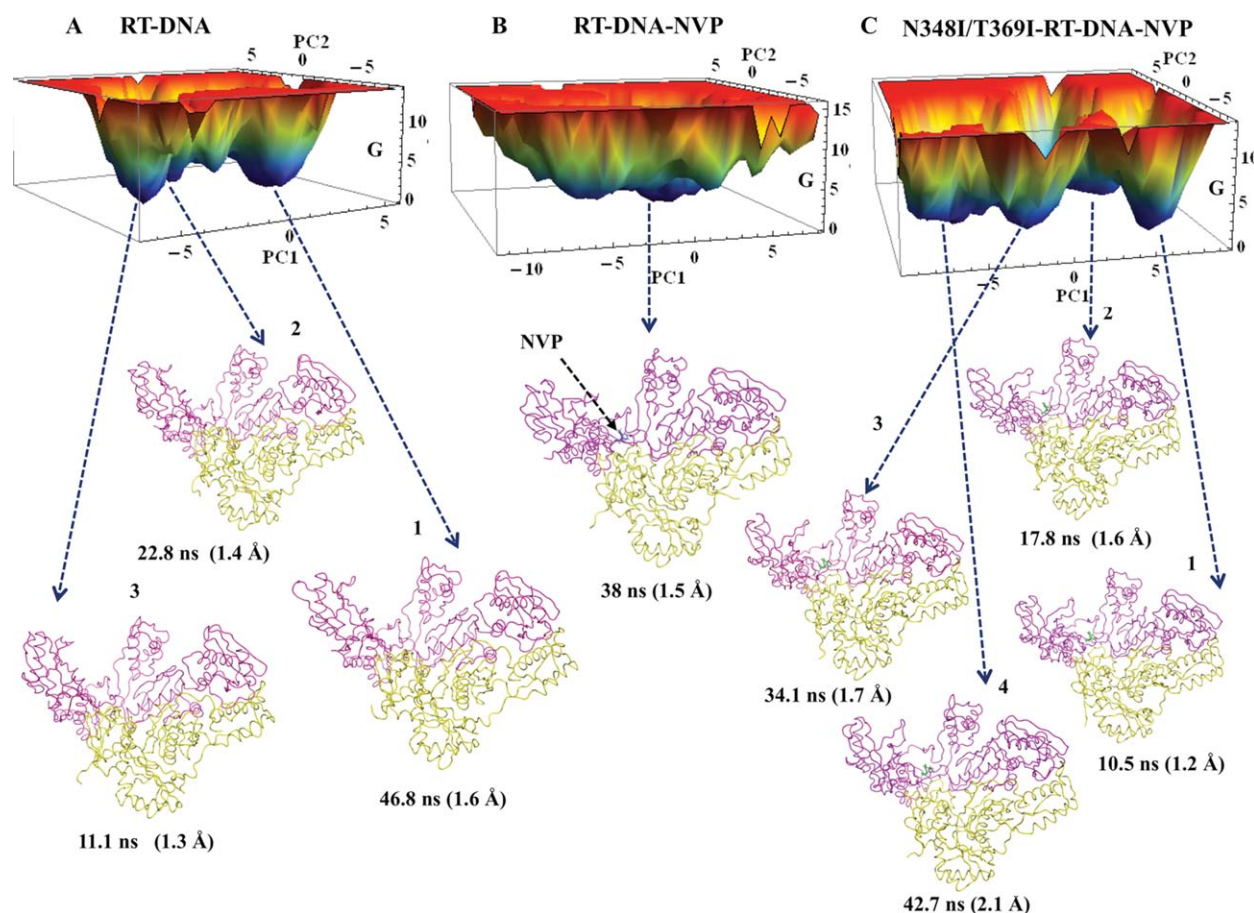 A RT-DNA
PC2
5
0
−5
10
G
5
0
−5
0
5
PC1
2
22.8 ns (1.4 Å)
3
11.1 ns (1.3 Å)
1
46.8 ns (1.6 Å)
B RT-DNA-NVP
PC2
5
0
−5
15
10
G
5
0
−10
−5
0
5
PC1
NVP
38 ns (1.5 Å)
C N348I/T369I-RT-DNA-NVP
PC2
5
0
−5
10
G
5
0
−5
0
5
PC1
2
17.8 ns (1.6 Å)
3
34.1 ns (1.7 Å)
1
10.5 ns (1.2 Å)
4
42.7 ns (2.1 Å)